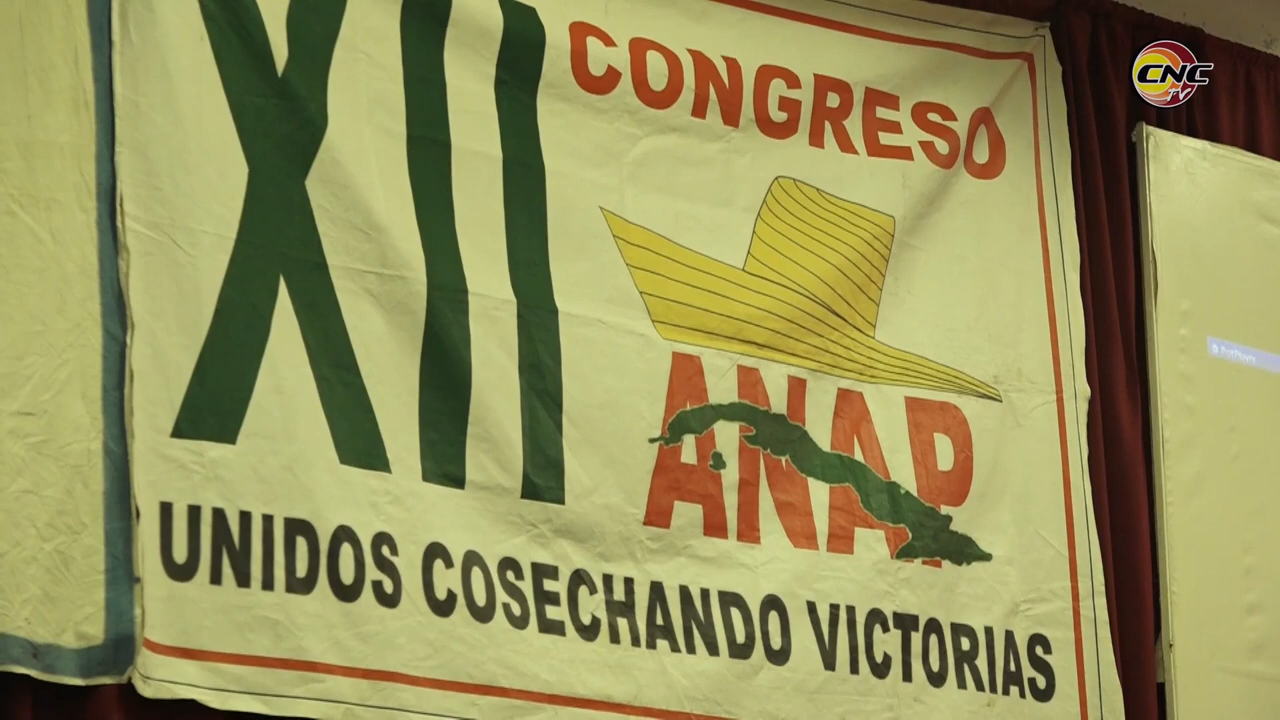 XII
CONGRESO
ANAP
UNIDOS COSECHANDO VICTORIAS
CNC
TV